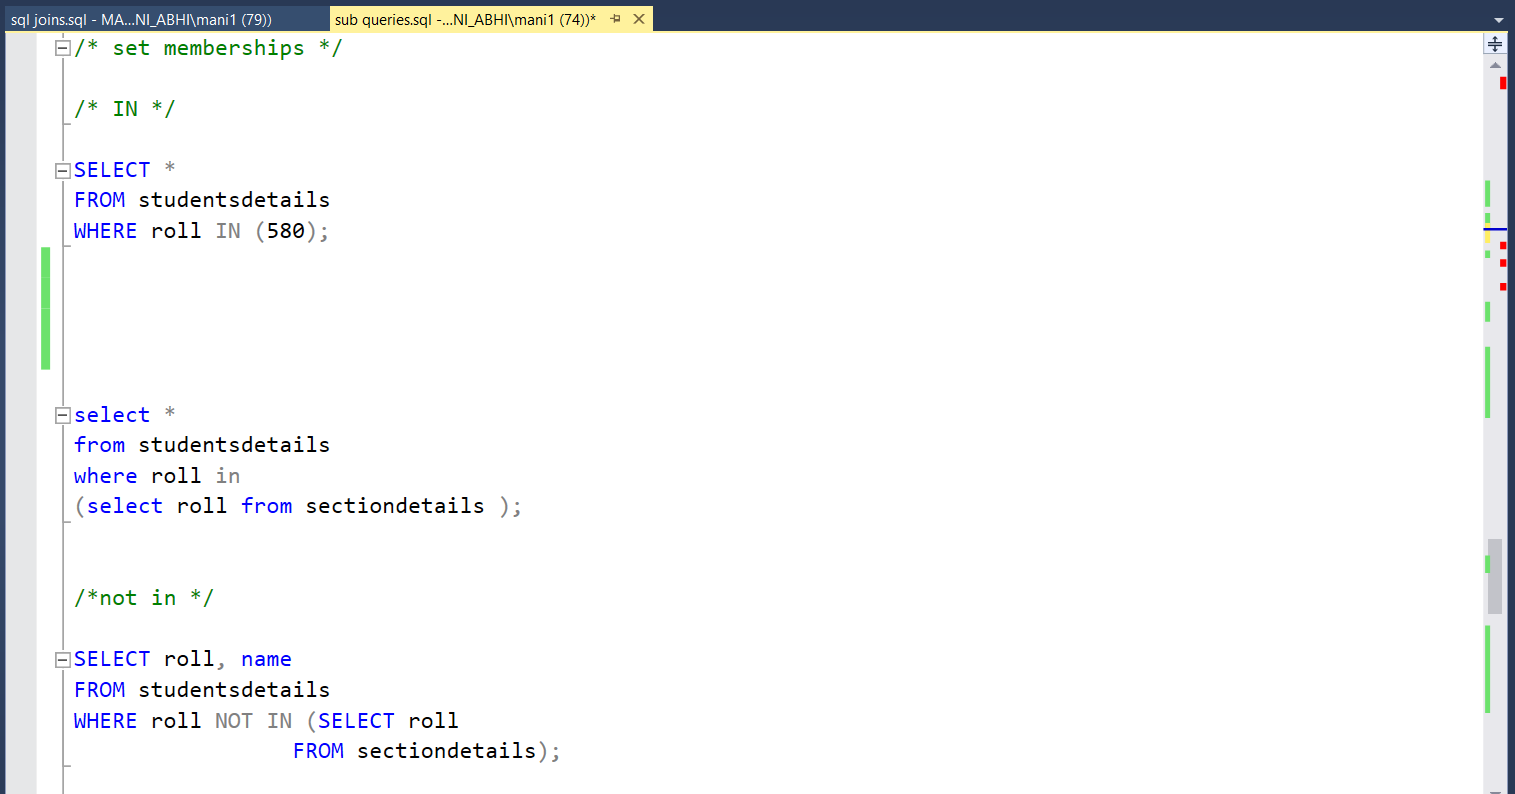 sql joins.sql - MA...NI_ABHI\mani1 (79))
sub queries.sql -...NI_ABHI\mani1 (74))*
/* set memberships */
/* IN */
SELECT *
FROM studentsdetails
WHERE roll IN (580);
select *
from studentsdetails
where roll in
(select roll from sectiondetails );
/*not in */
SELECT roll, name
FROM studentsdetails
WHERE roll NOT IN (SELECT roll
FROM sectiondetails);